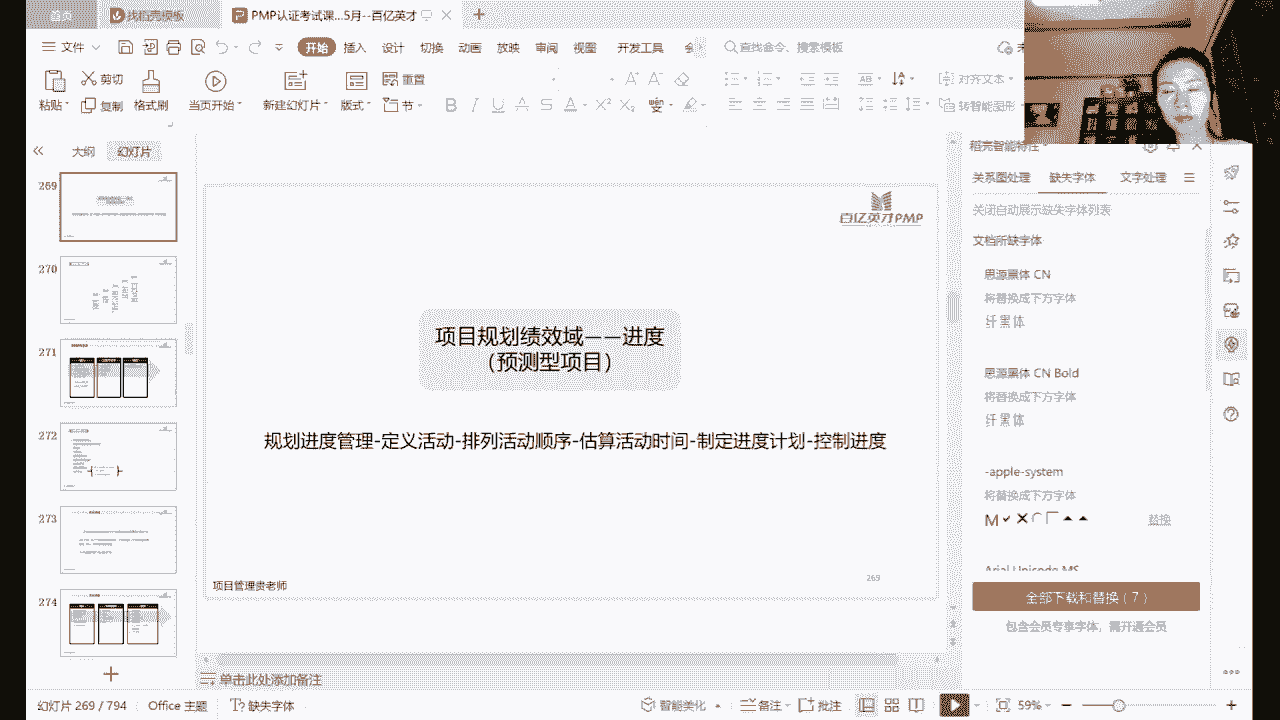 首页
找稻壳模板
PMP认证考试课...5月--百亿英才
文件
开始
插入
设计
切换
动画
放映
审阅
视图
开发工具
查找命令、搜索模板
粘贴
剪切
复制
格式刷
当页开始
新建幻灯片
版式
重置
节
对齐文本
转智能图形
大纲
幻灯片
269
270
271
272
273
274
百亿英才PMP
项目规划绩效域——进度
(预测型项目)
规划进度管理-定义活动-排列活动顺序-估算活动时间-制定进度计划-控制进度
项目管理贵老师
269
稻壳智能特性
关系图处理
缺失字体
文字处理
关闭自动展示缺失字体列表
文档所缺字体
思源黑体 CN
将替换成下方字体
纤黑体
思源黑体 CN Bold
将替换成下方字体
纤黑体
-apple-system
将替换成下方字体
替换
Arial Unicode MS
全部下载和替换(7)
包含会员专享字体，需开通会员
单击此处添加备注
幻灯片 269 / 794
Office 主题
缺失字体
智能美化
备注
批注
59%